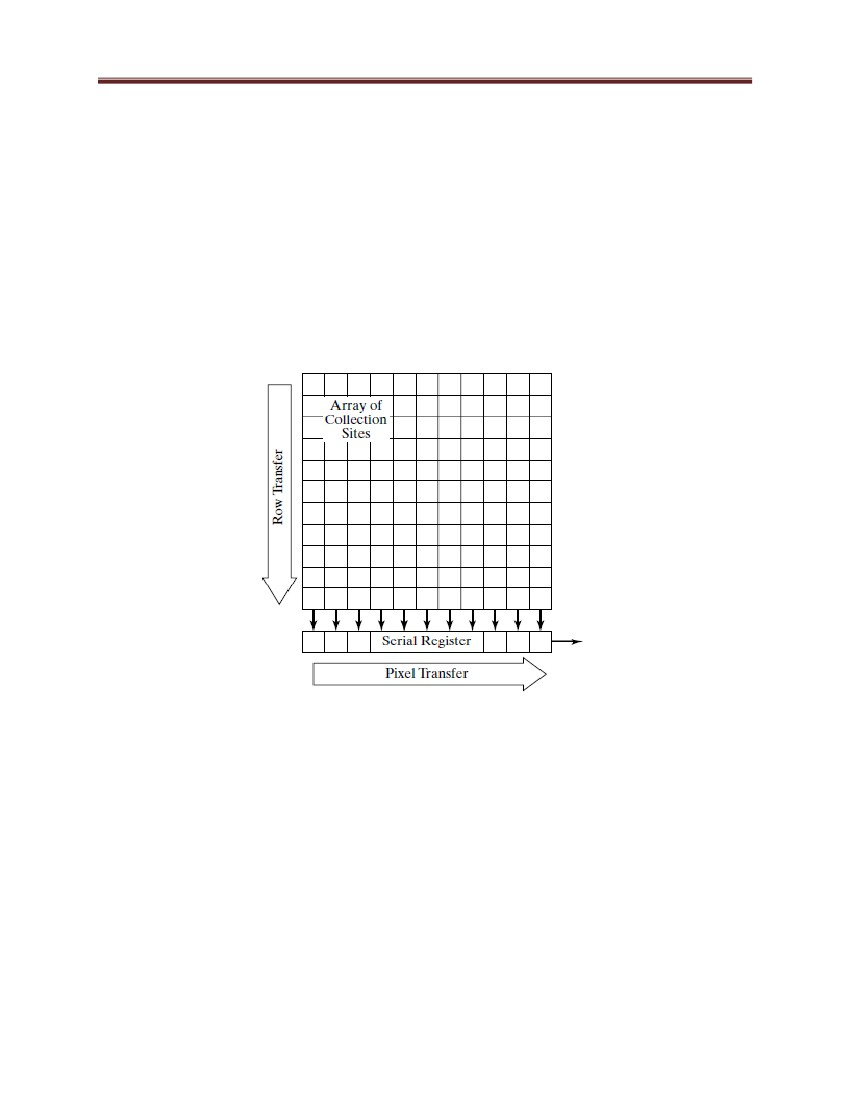 Array of
Collection
Sites
Row Transfer
Serial Register
Pixel Transfer